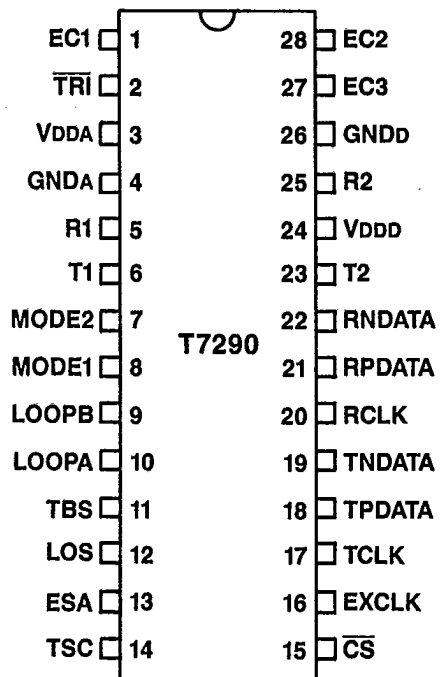 EC1 1 28 EC2
T̅R̅I̅ 2 27 EC3
VDDA 3 26 GNDD
GNDA 4 25 R2
R1 5 24 VDDD
T1 6 23 T2
MODE2 7 22 RNDATA
T7290
MODE1 8 21 RPDATA
LOOPB 9 20 RCLK
LOOPA 10 19 TNDATA
TBS 11 18 TPDATA
LOS 12 17 TCLK
ESA 13 16 EXCLK
TSC 14 15 C̅S̅